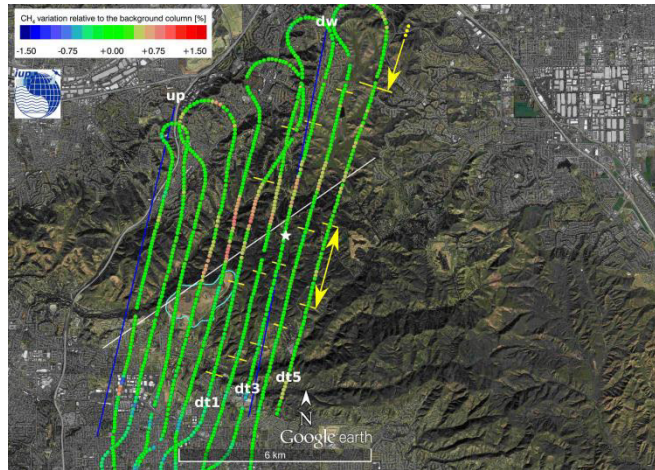 CH₄ variation relative to the background column [%]
-1.50 -0.75 +0.00 +0.75 +1.50
iup
dw
up
dt1
dt3
dt5
N
Google earth
6 km